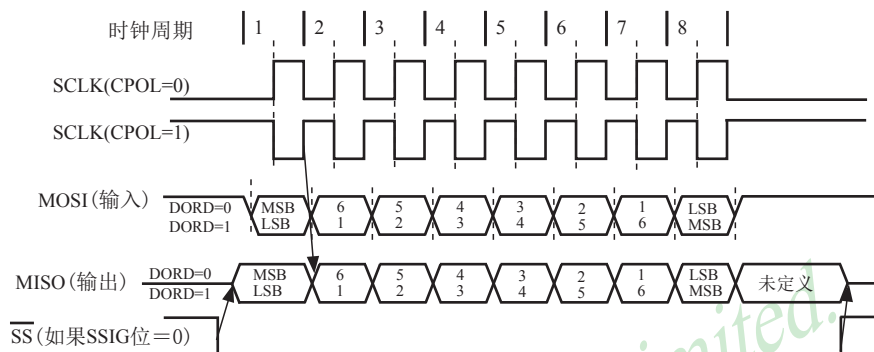 时钟周期 1 2 3 4 5 6 7 8
SCLK(CPOL=0)
SCLK(CPOL=1)
MOSI(输入) DORD=0 MSB 6 5 4 3 2 1 LSB
DORD=1 LSB 1 2 3 4 5 6 MSB
MISO(输出) DORD=0 MSB 6 5 4 3 2 1 LSB 未定义
DORD=1 LSB 1 2 3 4 5 6 MSB
SS(如果SSIG位=0)
imited.